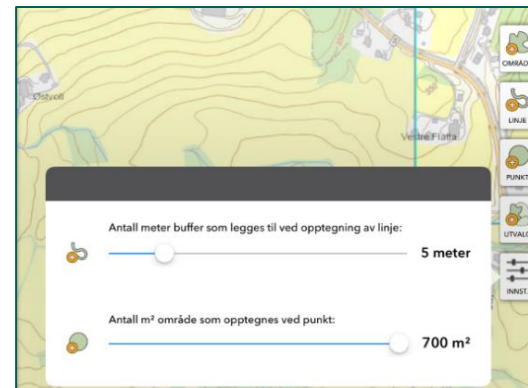 OMRÅD
Østvoll
LINJE
Vestre Flatta
PUNKT
Antall meter buffer som legges til ved opptegning av linje:
5 meter
UTVALG
INNST.
Antall m² område som opptegnes ved punkt:
700 m²